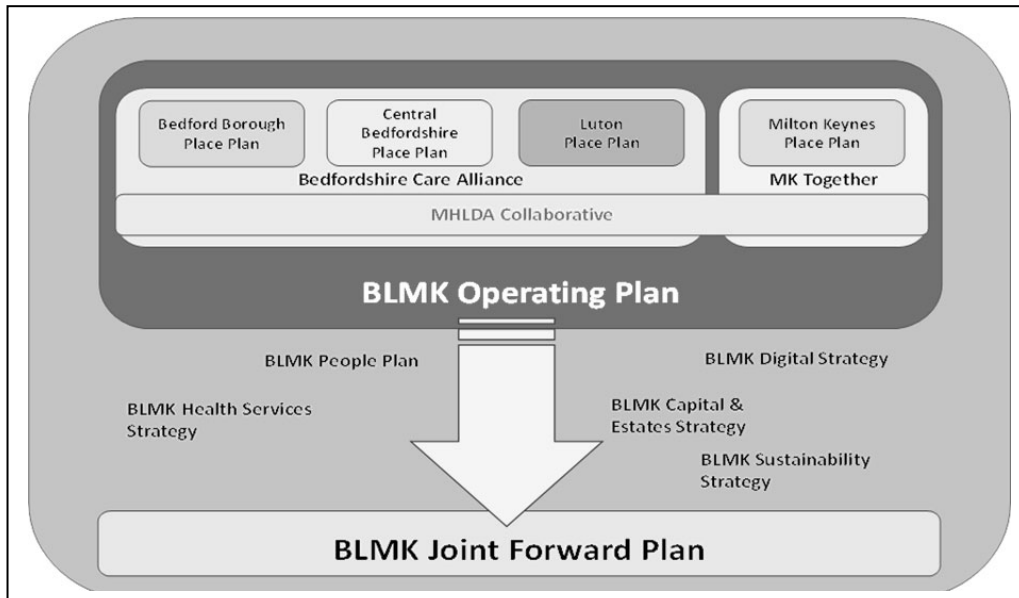 Bedford Borough
Place Plan
Central
Bedfordshire
Place Plan
Luton
Place Plan
Milton Keynes
Place Plan
Bedfordshire Care Alliance
MK Together
MHLDA Collaborative
BLMK Operating Plan
BLMK People Plan
BLMK Digital Strategy
BLMK Health Services
Strategy
BLMK Capital &
Estates Strategy
BLMK Sustainability
Strategy
BLMK Joint Forward Plan